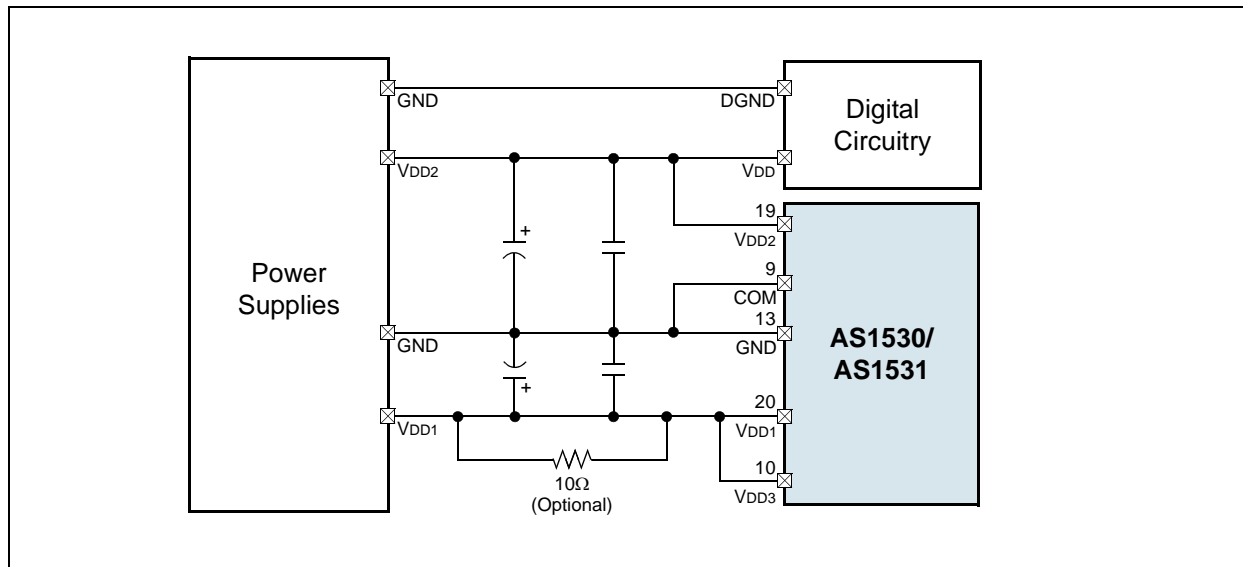 GND
DGND
Digital
Circuitry
VDD2
VDD
19
VDD2
+
9
COM
Power
Supplies
13
GND
GND
AS1530/
AS1531
+
20
VDD1
VDD1
10Ω
(Optional)
10
VDD3